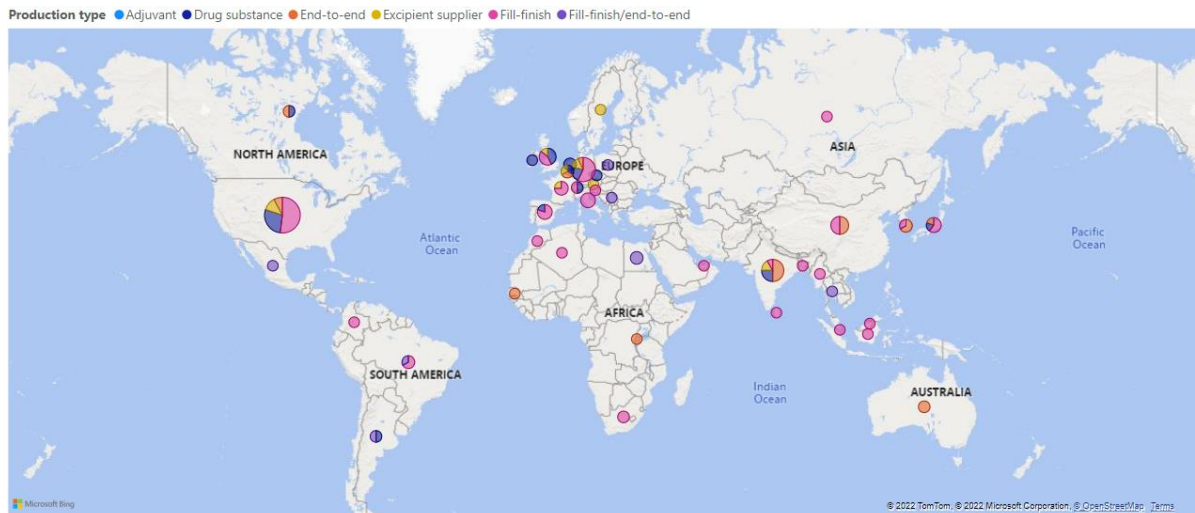 Production type Adjuvant Drug substance End-to-end Excipient supplier Fill-finish Fill-finish/end-to-end
ASIA
NORTH AMERICA
EUROPE
Atlantic
Ocean
Pacific
Ocean
AFRICA
SOUTH AMERICA
Indian
Ocean
AUSTRALIA
Microsoft Bing
© 2022 TomTom, © 2022 Microsoft Corporation, © OpenStreetMap Terms